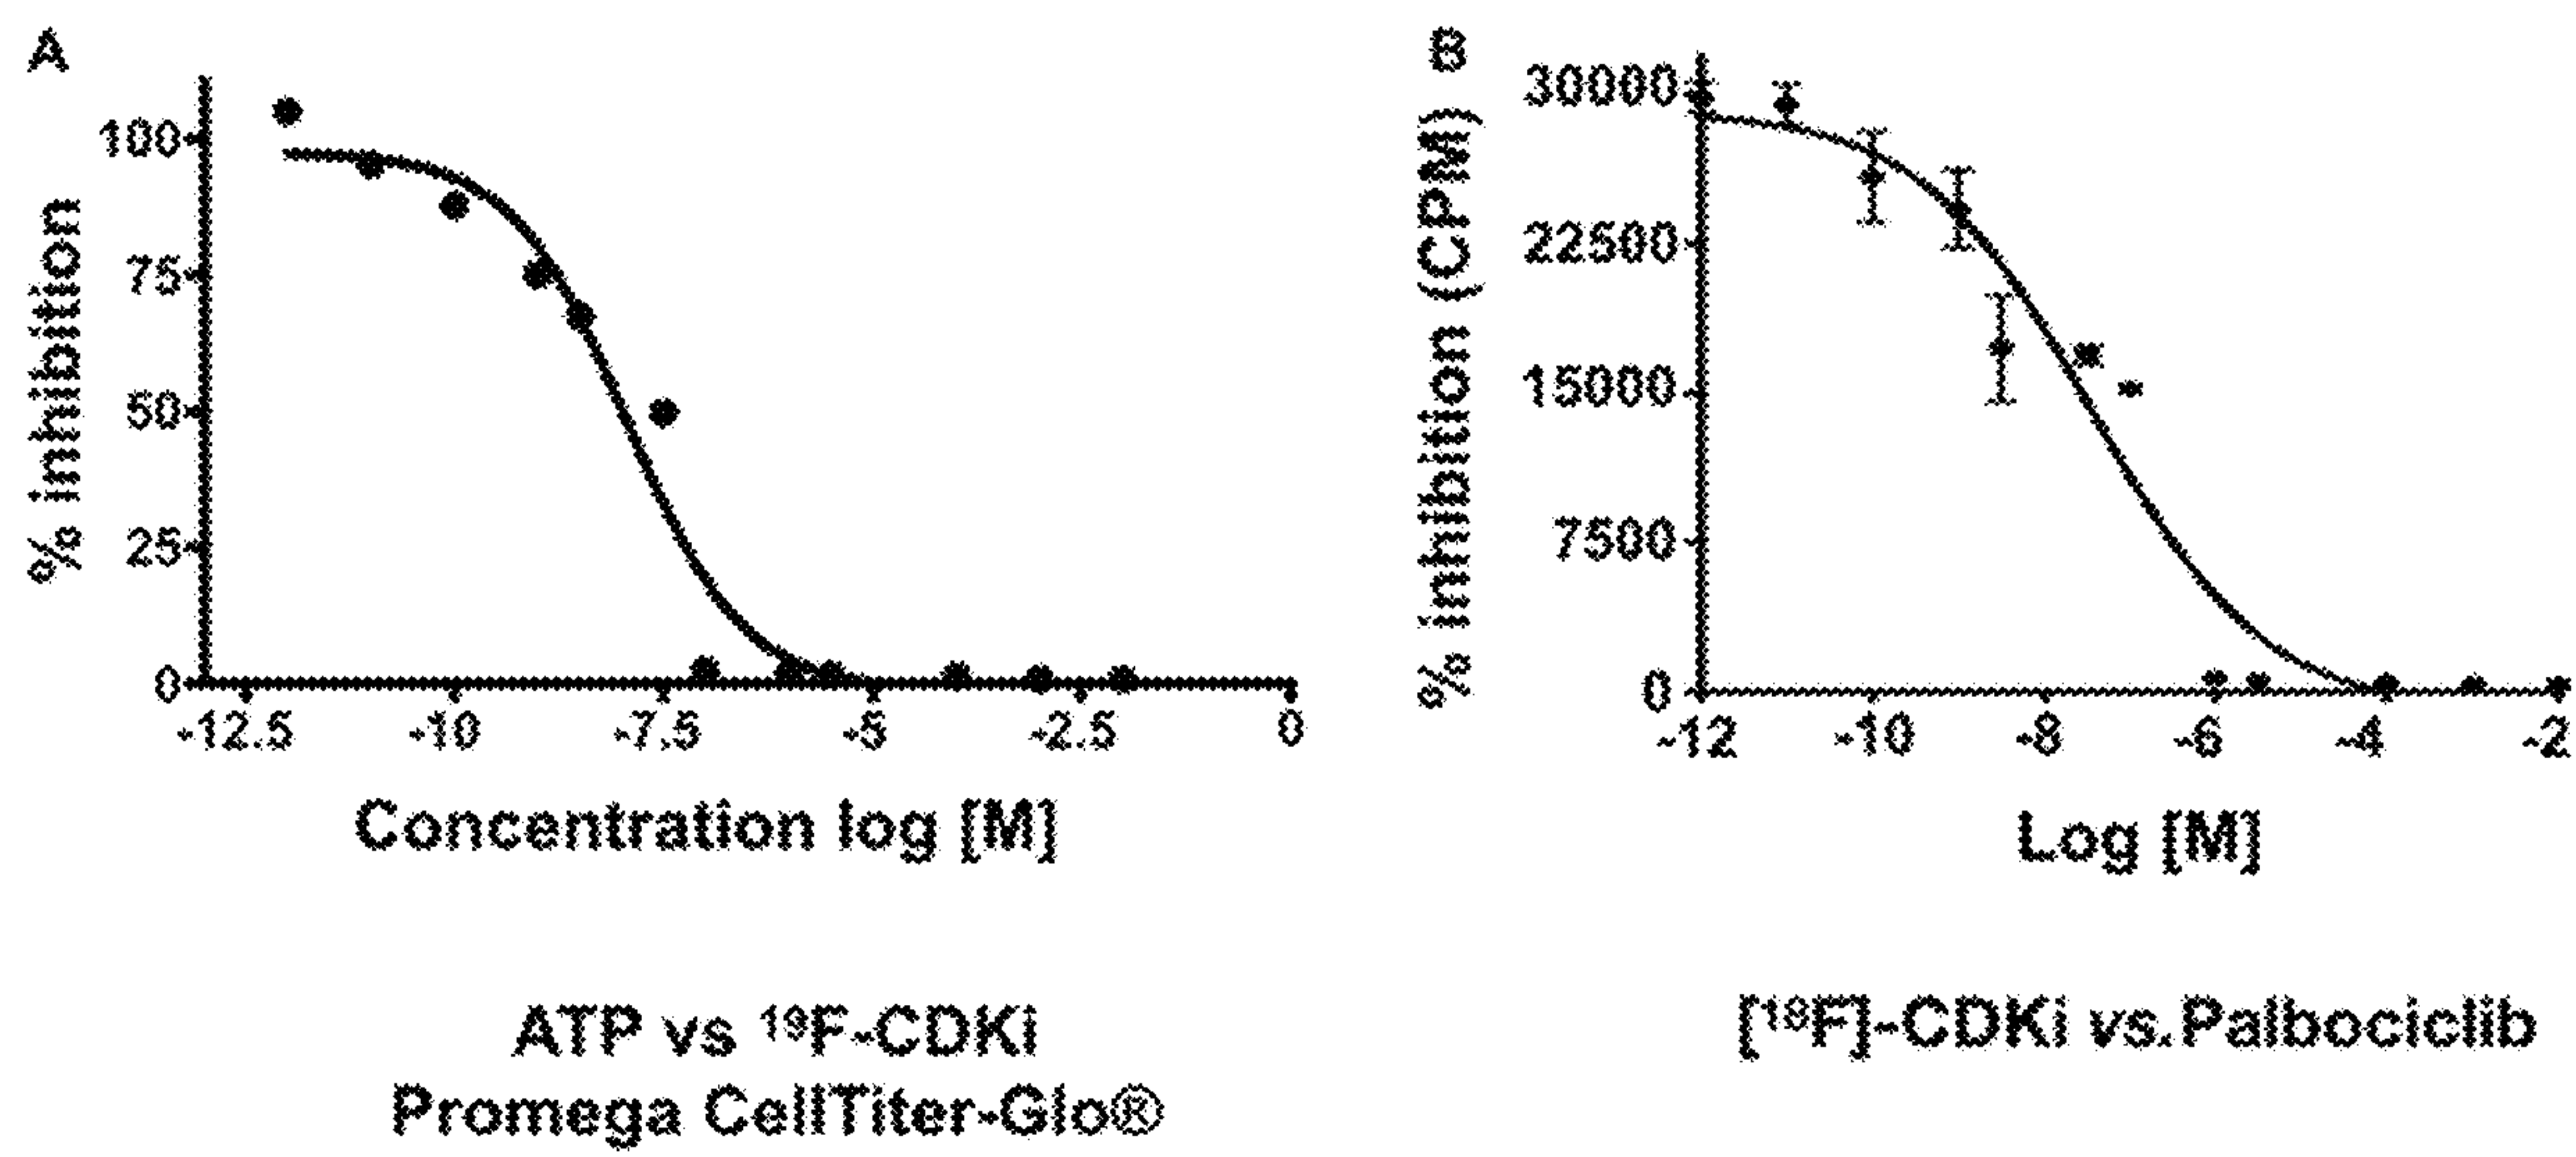 A
% inhibition
100
75
50
25
0
-12.5 -10 -7.5 -5 -2.5 0
Concentration log [M]
ATP vs ¹⁹F-CDKi
Promega CellTiter-Glo®
B
% inhibition (CPM)
30000
22500
15000
7500
0
-12 -10 -8 -6 -4 -2
Log [M]
[¹⁸F]-CDKi vs.Palbociclib